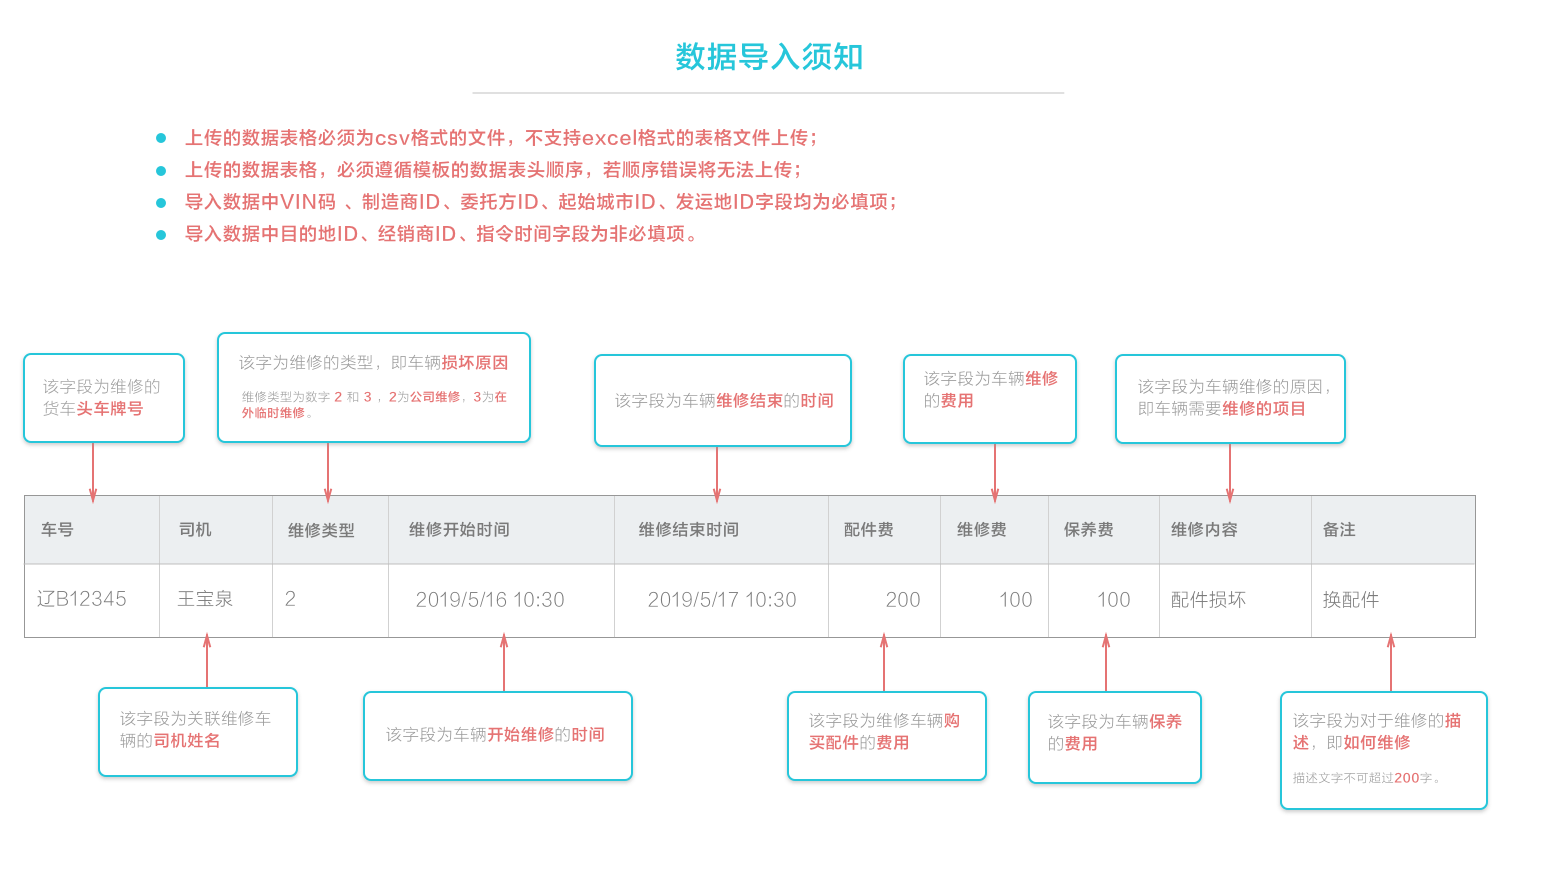 数据导入须知
上传的数据表格必须为csv格式的文件，不支持excel格式的表格文件上传；
上传的数据表格，必须遵循模板的数据表头顺序，若顺序错误将无法上传；
导入数据中VIN码 、制造商ID、委托方ID、起始城市ID、发运地ID字段均为必填项；
导入数据中目的地ID、经销商ID、指令时间字段为非必填项。
该字段为维修的
货车头车牌号
该字为维修的类型，即车辆损坏原因
维修类型为数字 2 和 3 ，2为公司维修，3为在
外临时维修。
该字段为车辆维修结束的时间
该字段为车辆维修
的费用
该字段为车辆维修的原因，
即车辆需要维修的项目
车号 司机 维修类型 维修开始时间 维修结束时间 配件费 维修费 保养费 维修内容 备注
辽B12345 王宝泉 2 2019/5/16 10:30 2019/5/17 10:30 200 100 100 配件损坏 换配件
该字段为关联维修车
辆的司机姓名
该字段为车辆开始维修的时间
该字段为维修车辆购
买配件的费用
该字段为车辆保养
的费用
该字段为对于维修的描
述，即如何维修
描述文字不可超过200字。